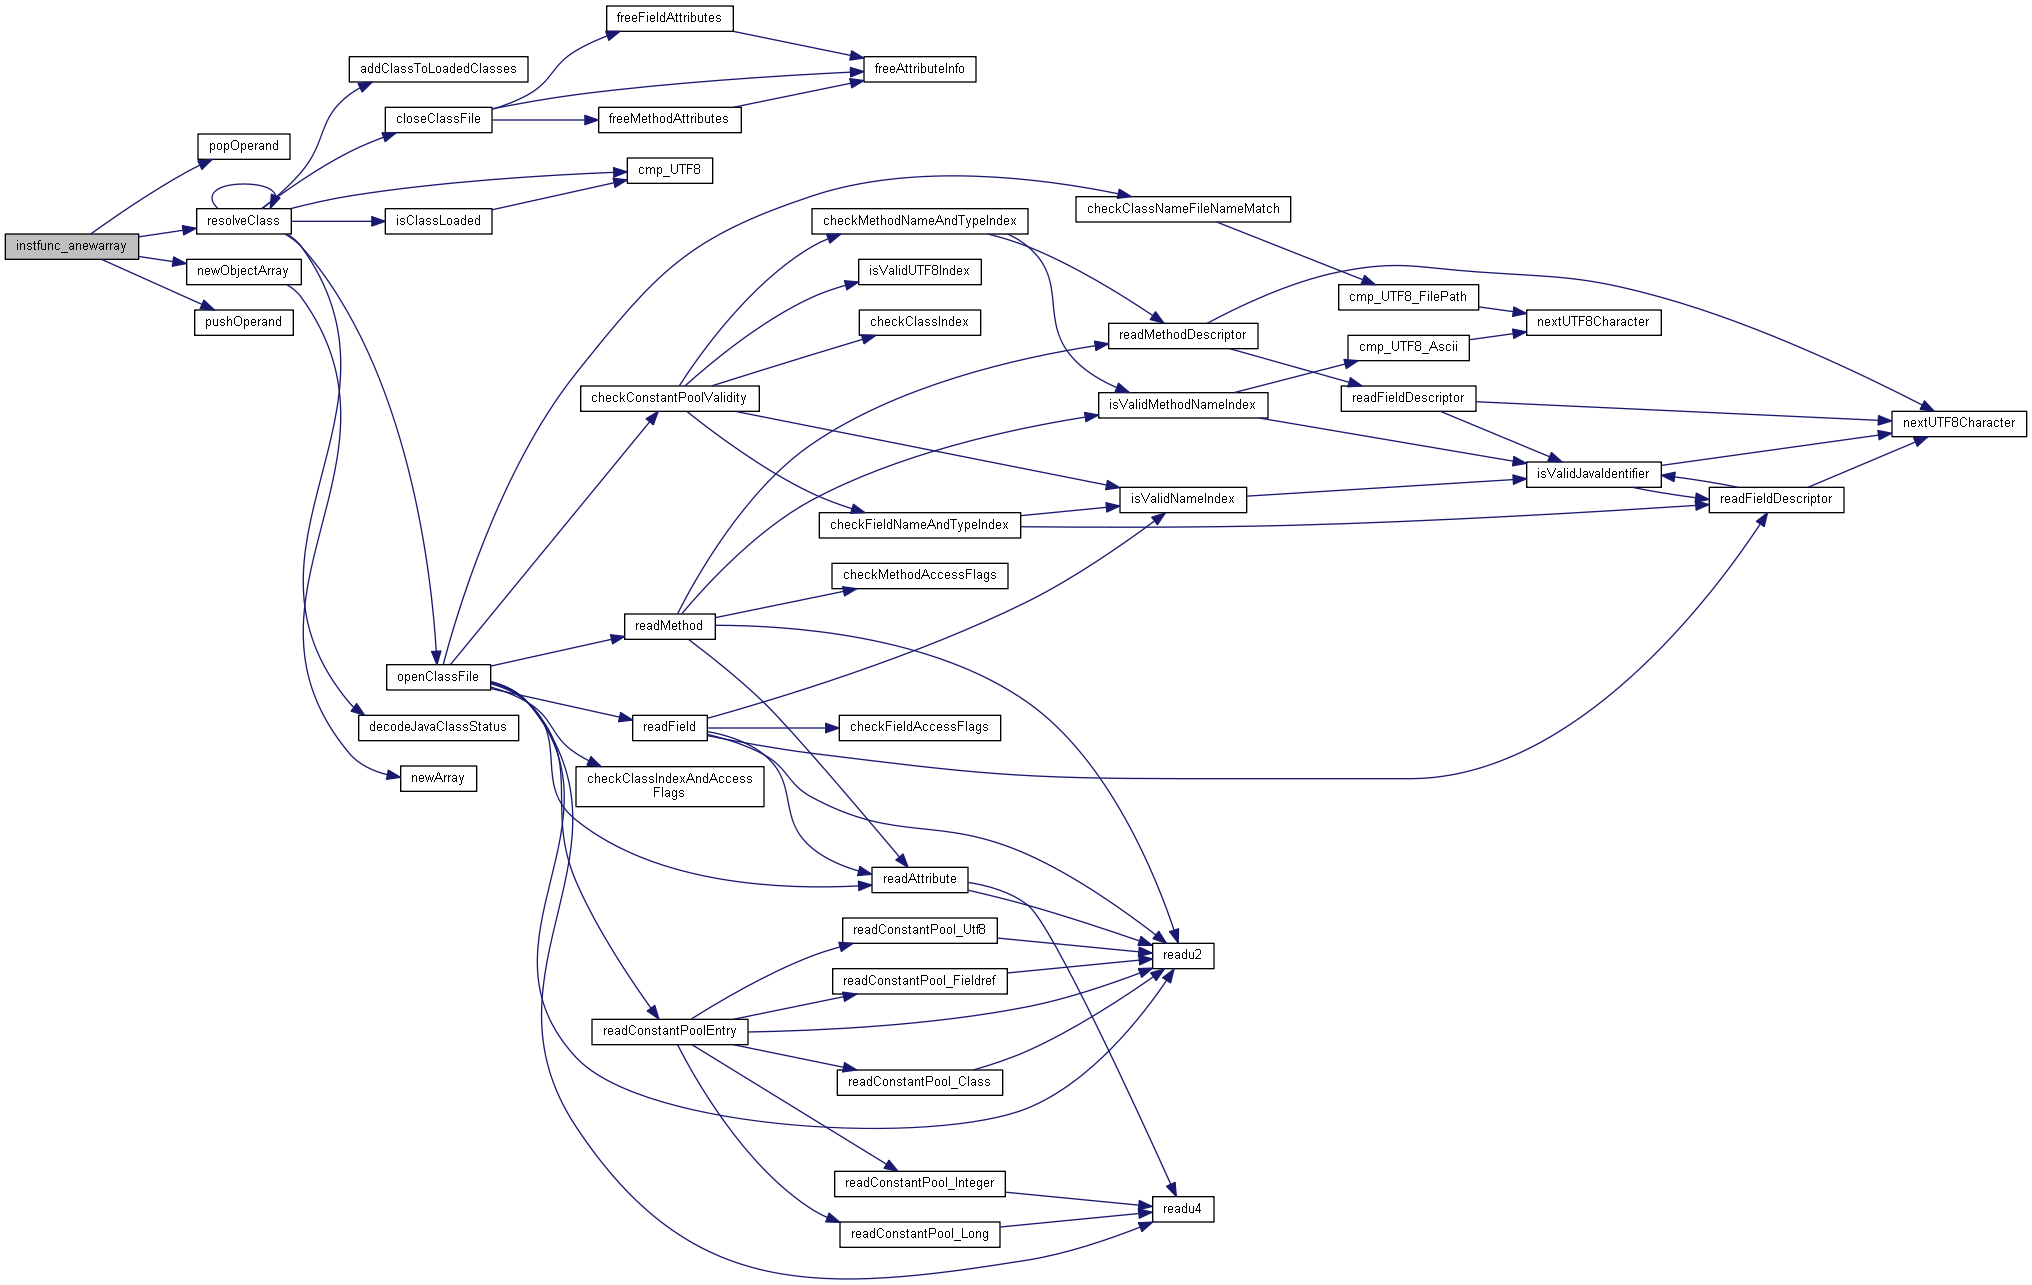 freeFieldAttributes
addClassToLoadedClasses
freeAttributeInfo
closeClassFile
freeMethodAttributes
popOperand
cmp_UTF8
resolveClass
isClassLoaded
checkMethodNameAndTypeIndex
checkClassNameFileNameMatch
instfunc_anewarray
newObjectArray
isValidUTF8Index
cmp_UTF8_FilePath
pushOperand
checkClassIndex
nextUTF8Character
readMethodDescriptor
cmp_UTF8_Ascii
checkConstantPoolValidity
isValidMethodNameIndex
readFieldDescriptor
nextUTF8Character
isValidJavaIdentifier
isValidNameIndex
readFieldDescriptor
checkFieldNameAndTypeIndex
checkMethodAccessFlags
readMethod
openClassFile
decodeJavaClassStatus
readField
checkFieldAccessFlags
newArray
checkClassIndexAndAccess
Flags
readAttribute
readConstantPool_Utf8
readu2
readConstantPool_Fieldref
readConstantPoolEntry
readConstantPool_Class
readConstantPool_Integer
readu4
readConstantPool_Long